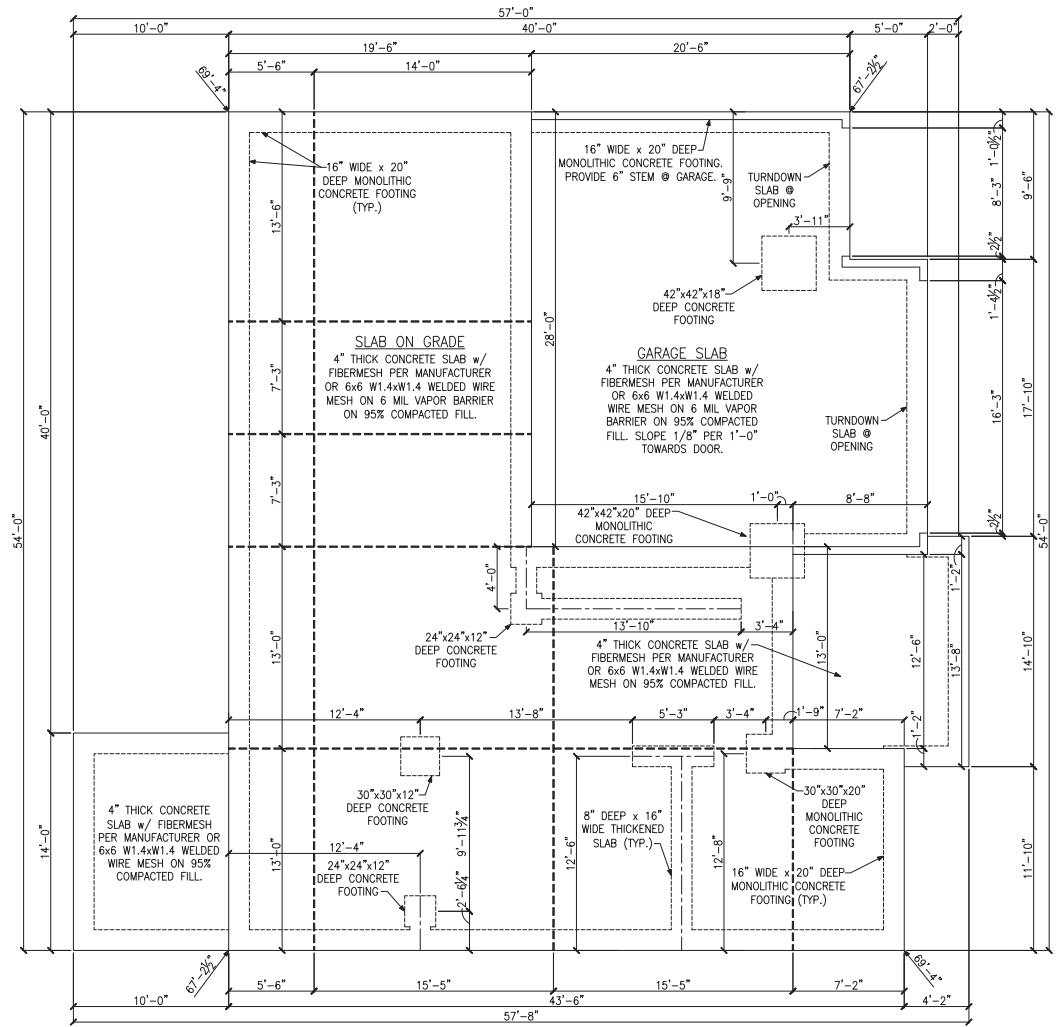 57'-0"
10'-0"
40'-0"
5'-0"
2'-0"
19'-6"
20'-6"
5'-6"
14'-0"
69'-4"
67'-2½"
16" WIDE x 20"
DEEP MONOLITHIC
CONCRETE FOOTING
(TYP.)
16" WIDE x 20" DEEP
MONOLITHIC CONCRETE FOOTING.
PROVIDE 6" STEM @ GARAGE.
TURNDOWN
SLAB @
OPENING
9'-9"
3'-11"
1'-0½"
8'-3"
9'-6"
2½"
1'-4½"
13'-6"
42"x42"x18"
DEEP CONCRETE
FOOTING
28'-0"
SLAB ON GRADE
4" THICK CONCRETE SLAB w/
FIBERMESH PER MANUFACTURER
OR 6x6 W1.4xW1.4 WELDED WIRE
MESH ON 6 MIL VAPOR BARRIER
ON 95% COMPACTED FILL.
GARAGE SLAB
4" THICK CONCRETE SLAB w/
FIBERMESH PER MANUFACTURER
OR 6x6 W1.4xW1.4 WELDED
WIRE MESH ON 6 MIL VAPOR
BARRIER ON 95% COMPACTED
FILL. SLOPE 1/8" PER 1'-0"
TOWARDS DOOR.
TURNDOWN
SLAB @
OPENING
7'-3"
7'-3"
40'-0"
54'-0"
16'-3"
17'-10"
2½"
54'-0"
15'-10"
1'-0"
8'-8"
42"x42"x20" DEEP
MONOLITHIC
CONCRETE FOOTING
4'-0"
13'-10"
3'-4"
24"x24"x12"
DEEP CONCRETE
FOOTING
4" THICK CONCRETE SLAB w/
FIBERMESH PER MANUFACTURER
OR 6x6 W1.4xW1.4 WELDED WIRE
MESH ON 95% COMPACTED FILL.
13'-0"
13'-0"
12'-6"
1'-2"
13'-8"
14'-10"
1'-2"
12'-4"
13'-8"
5'-3"
3'-4"
1'-9"
7'-2"
30"x30"x12"
DEEP CONCRETE
FOOTING
9'-11¾"
12'-6"
8" DEEP x 16"
WIDE THICKENED
SLAB (TYP.)
12'-8"
30"x30"x20"
DEEP
MONOLITHIC
CONCRETE
FOOTING
4" THICK CONCRETE
SLAB w/ FIBERMESH
PER MANUFACTURER OR
6x6 W1.4xW1.4 WELDED
WIRE MESH ON 95%
COMPACTED FILL.
14'-0"
13'-0"
12'-4"
24"x24"x12"
DEEP CONCRETE
FOOTING
2'-6¼"
16" WIDE x 20" DEEP
MONOLITHIC CONCRETE
FOOTING (TYP.)
11'-10"
67'-2½"
69'-4"
10'-0"
5'-6"
15'-5"
15'-5"
7'-2"
43'-6"
4'-2"
57'-8"